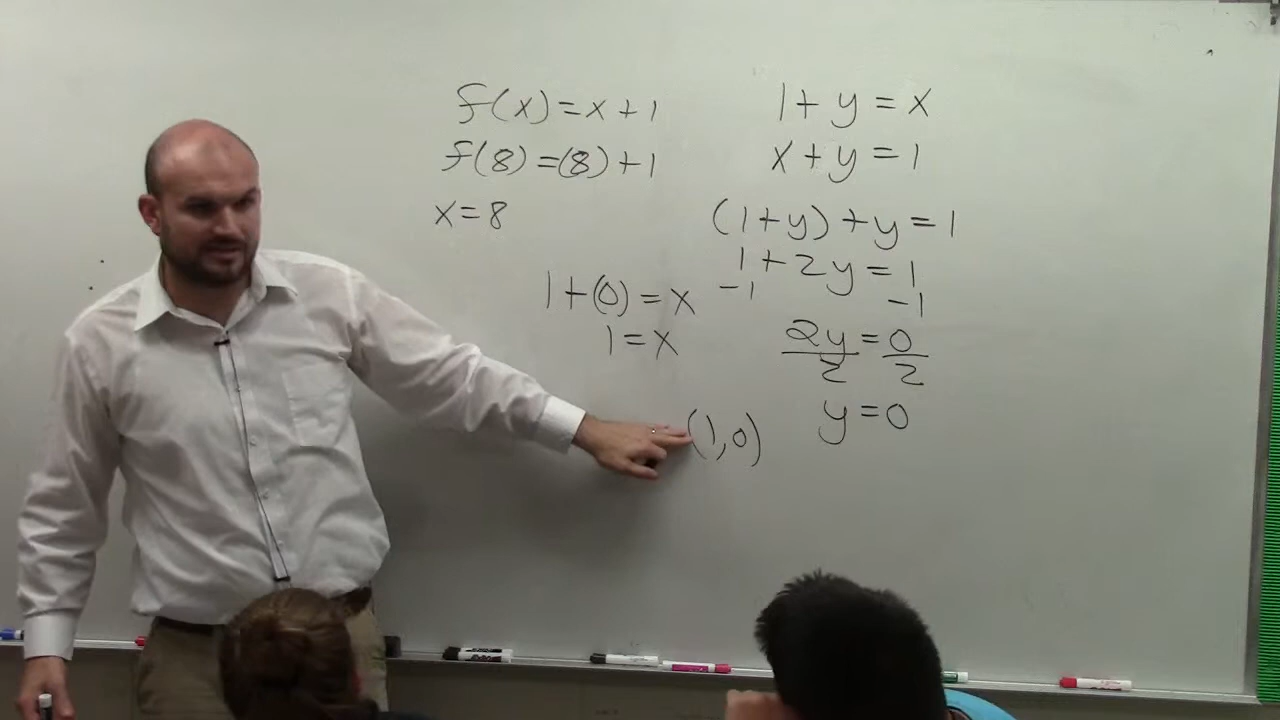 f(x)=x+1
f(8)=(8)+1
x=8
1+(0)=x
1=x
(1,0)
1+y=x
x+y=1
(1+y)+y=1
1+2y=1
-1 -1
2y=0
2 2
y=0